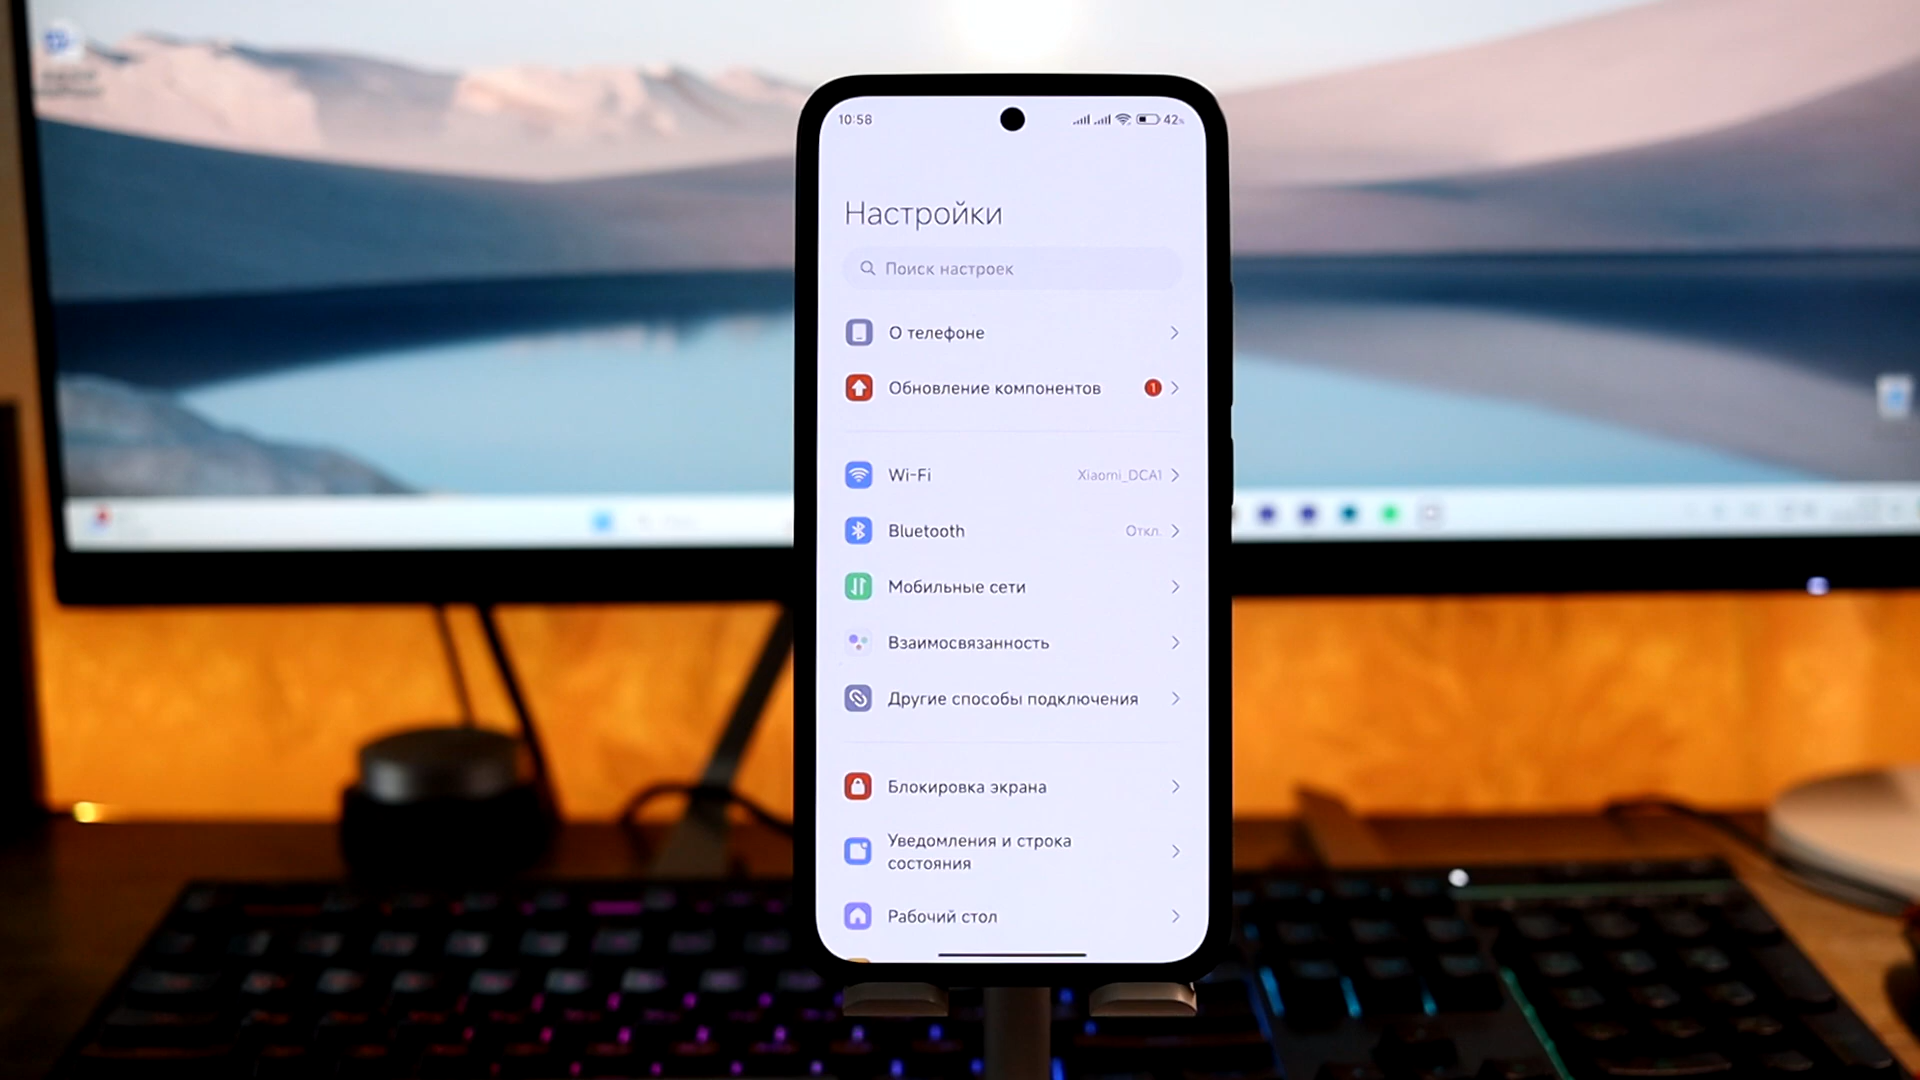 10:58
42%
Настройки
Поиск настроек
О телефоне
Обновление компонентов
1
Wi-Fi
Xiaomi_DCA1
Bluetooth
Откл.
Мобильные сети
Взаимосвязанность
Другие способы подключения
Блокировка экрана
Уведомления и строка
состояния
Рабочий стол